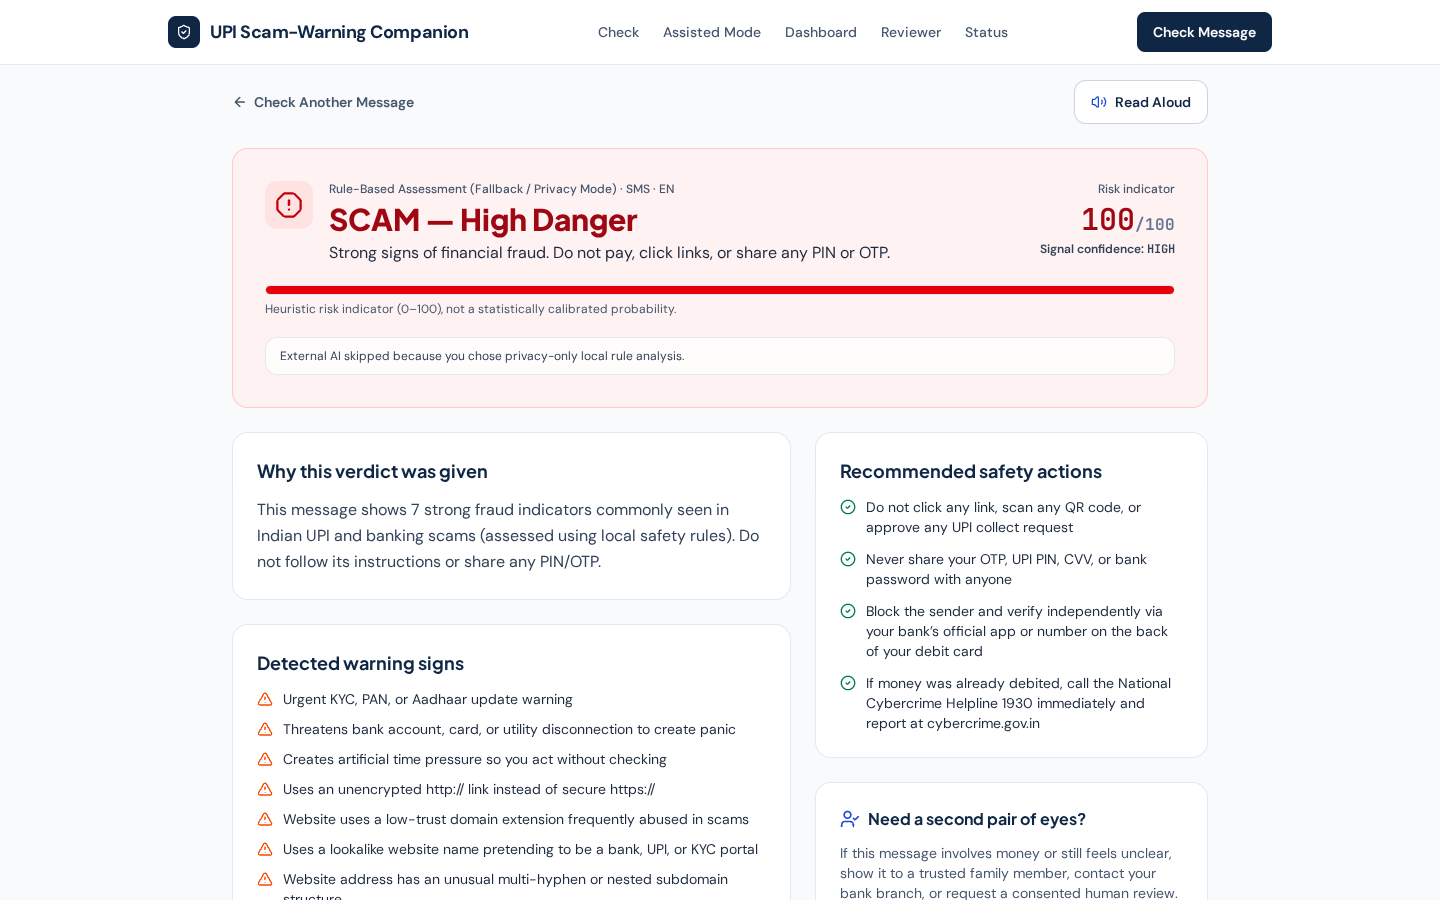 UPI Scam-Warning Companion
Check
Assisted Mode
Dashboard
Reviewer
Status
Check Message
Check Another Message
Read Aloud
Rule-Based Assessment (Fallback / Privacy Mode) · SMS · EN
SCAM — High Danger
Strong signs of financial fraud. Do not pay, click links, or share any PIN or OTP.
Risk indicator
100/100
Signal confidence: HIGH
Heuristic risk indicator (0–100), not a statistically calibrated probability.
External AI skipped because you chose privacy-only local rule analysis.
Why this verdict was given
This message shows 7 strong fraud indicators commonly seen in
Indian UPI and banking scams (assessed using local safety rules). Do
not follow its instructions or share any PIN/OTP.
Detected warning signs
Urgent KYC, PAN, or Aadhaar update warning
Threatens bank account, card, or utility disconnection to create panic
Creates artificial time pressure so you act without checking
Uses an unencrypted http:// link instead of secure https://
Website uses a low-trust domain extension frequently abused in scams
Uses a lookalike website name pretending to be a bank, UPI, or KYC portal
Website address has an unusual multi-hyphen or nested subdomain
structure
Recommended safety actions
Do not click any link, scan any QR code, or
approve any UPI collect request
Never share your OTP, UPI PIN, CVV, or bank
password with anyone
Block the sender and verify independently via
your bank's official app or number on the back
of your debit card
If money was already debited, call the National
Cybercrime Helpline 1930 immediately and
report at cybercrime.gov.in
Need a second pair of eyes?
If this message involves money or still feels unclear,
show it to a trusted family member, contact your
bank branch, or request a consented human review.